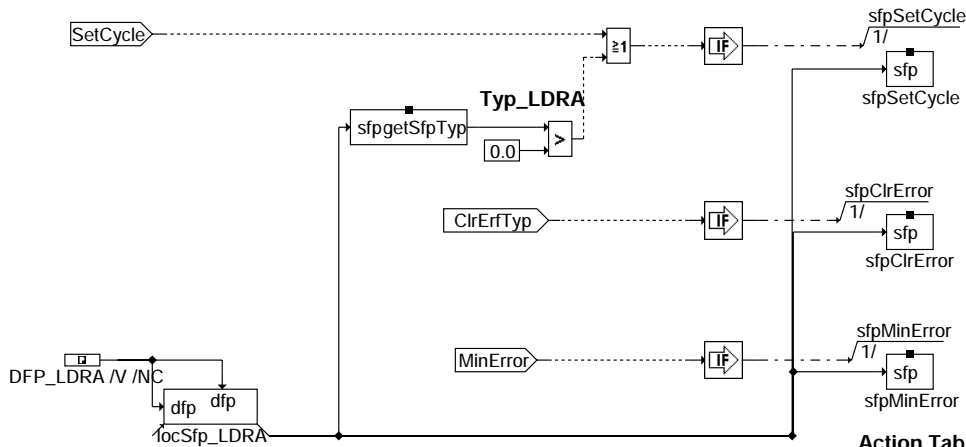 sfpSetCycle
SetCycle
1/
≥1
IF
sfp
sfpSetCycle
Typ_LDRA
sfpgetSfpTyp
>
0.0
sfpClrError
ClrErfTyp
IF
1/
sfp
sfpClrError
sfpMinError
MinError
IF
1/
sfp
DFP_LDRA /V /NC
dfp
dfp
sfpMinError
locSfp_LDRA
Action Tab